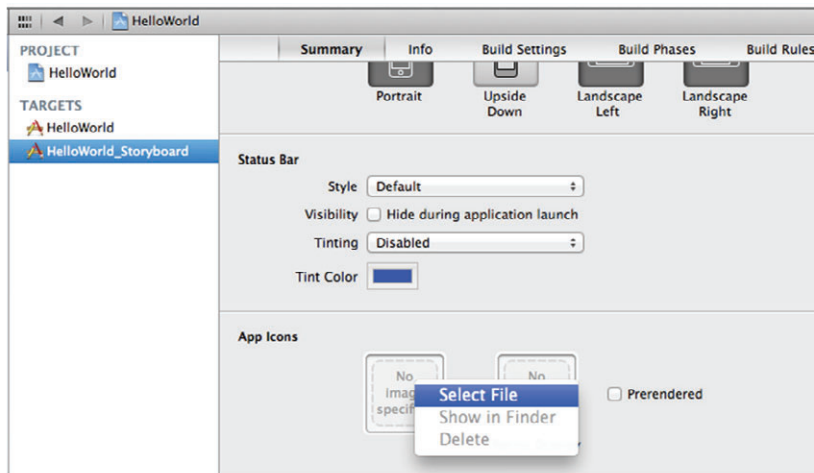 HelloWorld
PROJECT
HelloWorld
TARGETS
HelloWorld
HelloWorld_Storyboard
Summary Info Build Settings Build Phases Build Rules
Portrait Upside Down Landscape Left Landscape Right
Status Bar
Style Default
Visibility Hide during application launch
Tinting Disabled
Tint Color
App Icons
No
No
Select File
Prerendered
Show in Finder
Delete